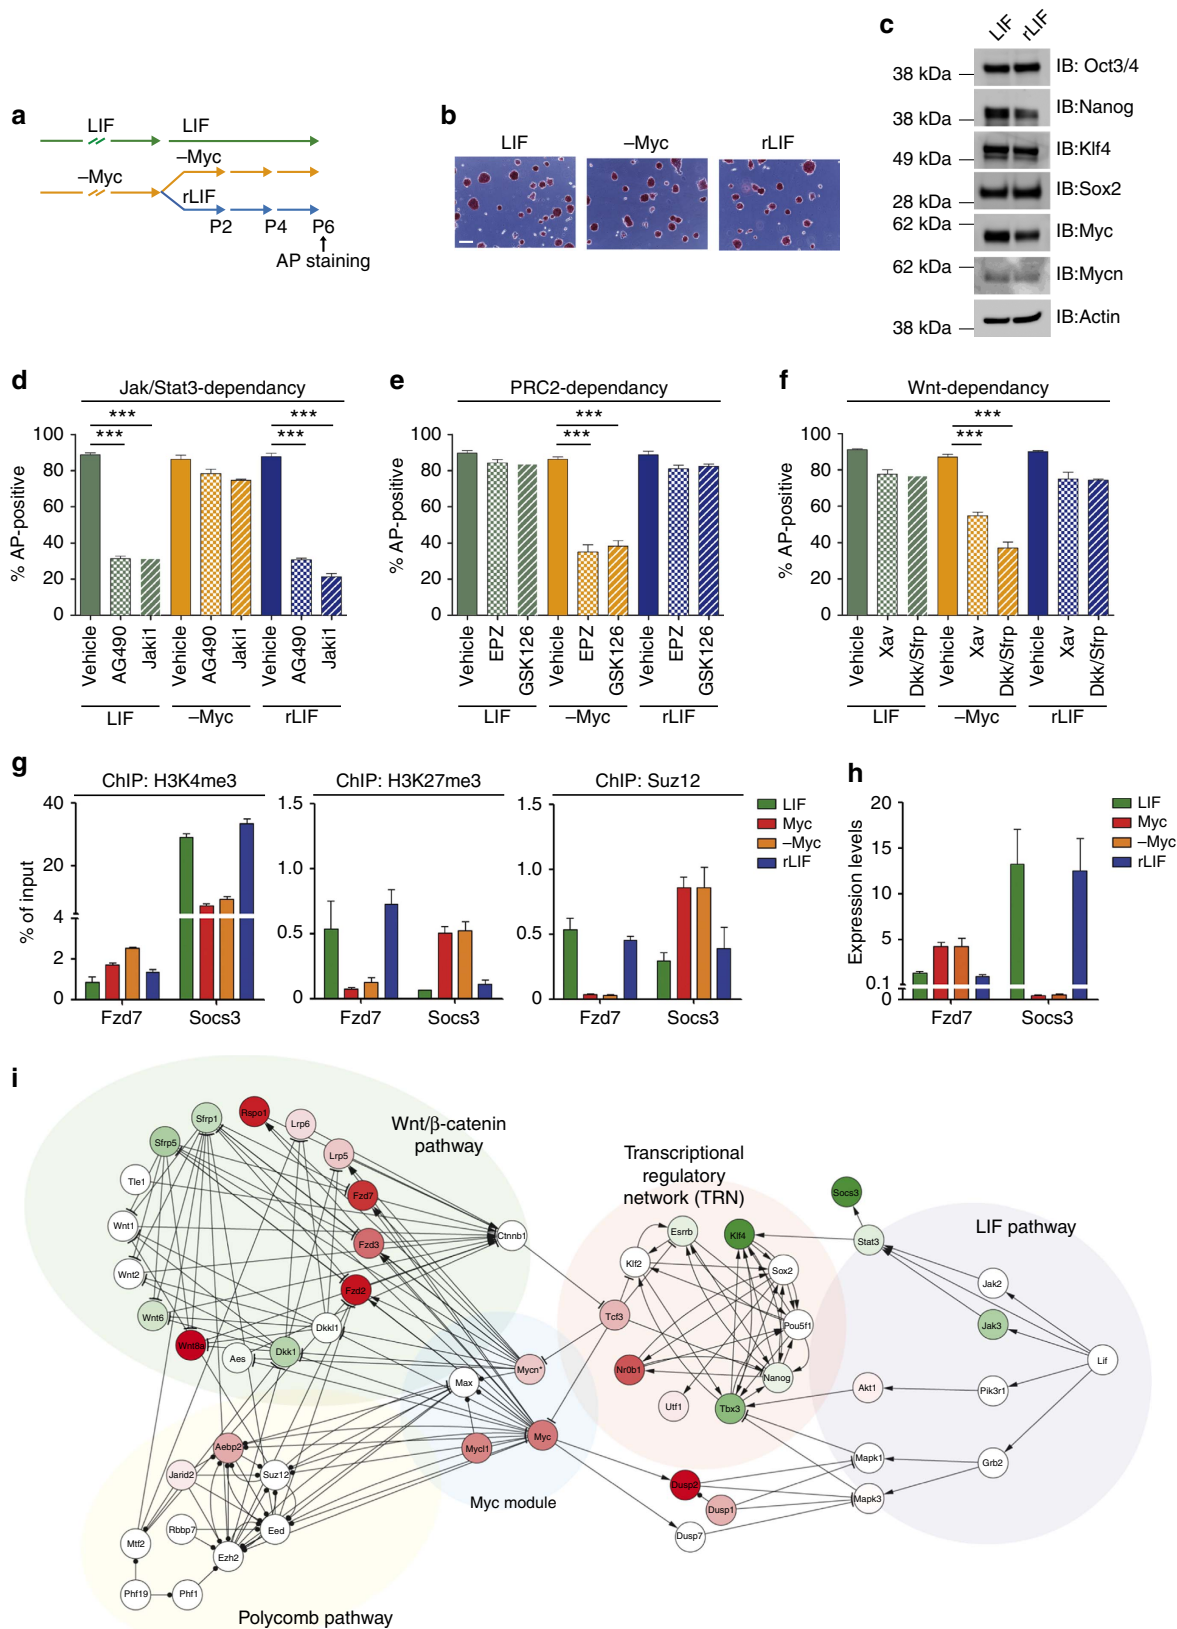 a
LIF
LIF
–Myc
–Myc
rLIF
P2
P4
P6
AP staining
b
LIF
–Myc
rLIF
c
LIF
rLIF
38 kDa
IB: Oct3/4
38 kDa
IB:Nanog
49 kDa
IB:Klf4
28 kDa
IB:Sox2
62 kDa
IB:Myc
62 kDa
IB:Mycn
38 kDa
IB:Actin
d
Jak/Stat3-dependancy
***
***
***
***
% AP-positive
100
80
60
40
20
0
Vehicle
AG490
Jaki1
Vehicle
AG490
Jaki1
Vehicle
AG490
Jaki1
LIF
–Myc
rLIF
e
PRC2-dependancy
***
***
% AP-positive
100
80
60
40
20
0
Vehicle
EPZ
GSK126
Vehicle
EPZ
GSK126
Vehicle
EPZ
GSK126
LIF
–Myc
rLIF
f
Wnt-dependancy
***
***
% AP-positive
100
80
60
40
20
0
Vehicle
Xav
Dkk/Sfrp
Vehicle
Xav
Dkk/Sfrp
Vehicle
Xav
Dkk/Sfrp
LIF
–Myc
rLIF
g
ChIP: H3K4me3
% of input
40
20
4
2
0
Fzd7
Socs3
ChIP: H3K27me3
1.5
1.0
0.5
0
Fzd7
Socs3
ChIP: Suz12
1.5
1.0
0.5
0
Fzd7
Socs3
LIF
Myc
–Myc
rLIF
h
Expression levels
20
15
10
5
0.1
0
Fzd7
Socs3
LIF
Myc
–Myc
rLIF
i
Wnt/β-catenin
pathway
Sfrp1
Rspo1
Lrp6
Sfrp5
Lrp5
Tle1
Fzd7
Wnt1
Fzd3
Ctnnb1
Wnt2
Fzd2
Wnt6
Dkkl1
Wnt8a
Aes
Dkk1
Transcriptional
regulatory
network (TRN)
Esrrb
Klf4
Klf2
Sox2
Tcf3
Pou5f1
Nr0b1
Nanog
Utf1
Tbx3
LIF pathway
Socs3
Stat3
Jak2
Jak3
Lif
Akt1
Pik3r1
Mapk1
Grb2
Mapk3
Dusp2
Dusp1
Dusp7
Max
Mycn*
Myc
Mycl1
Myc module
Aebp2
Jarid2
Suz12
Rbbp7
Eed
Mtf2
Ezh2
Phf19
Phf1
Polycomb pathway